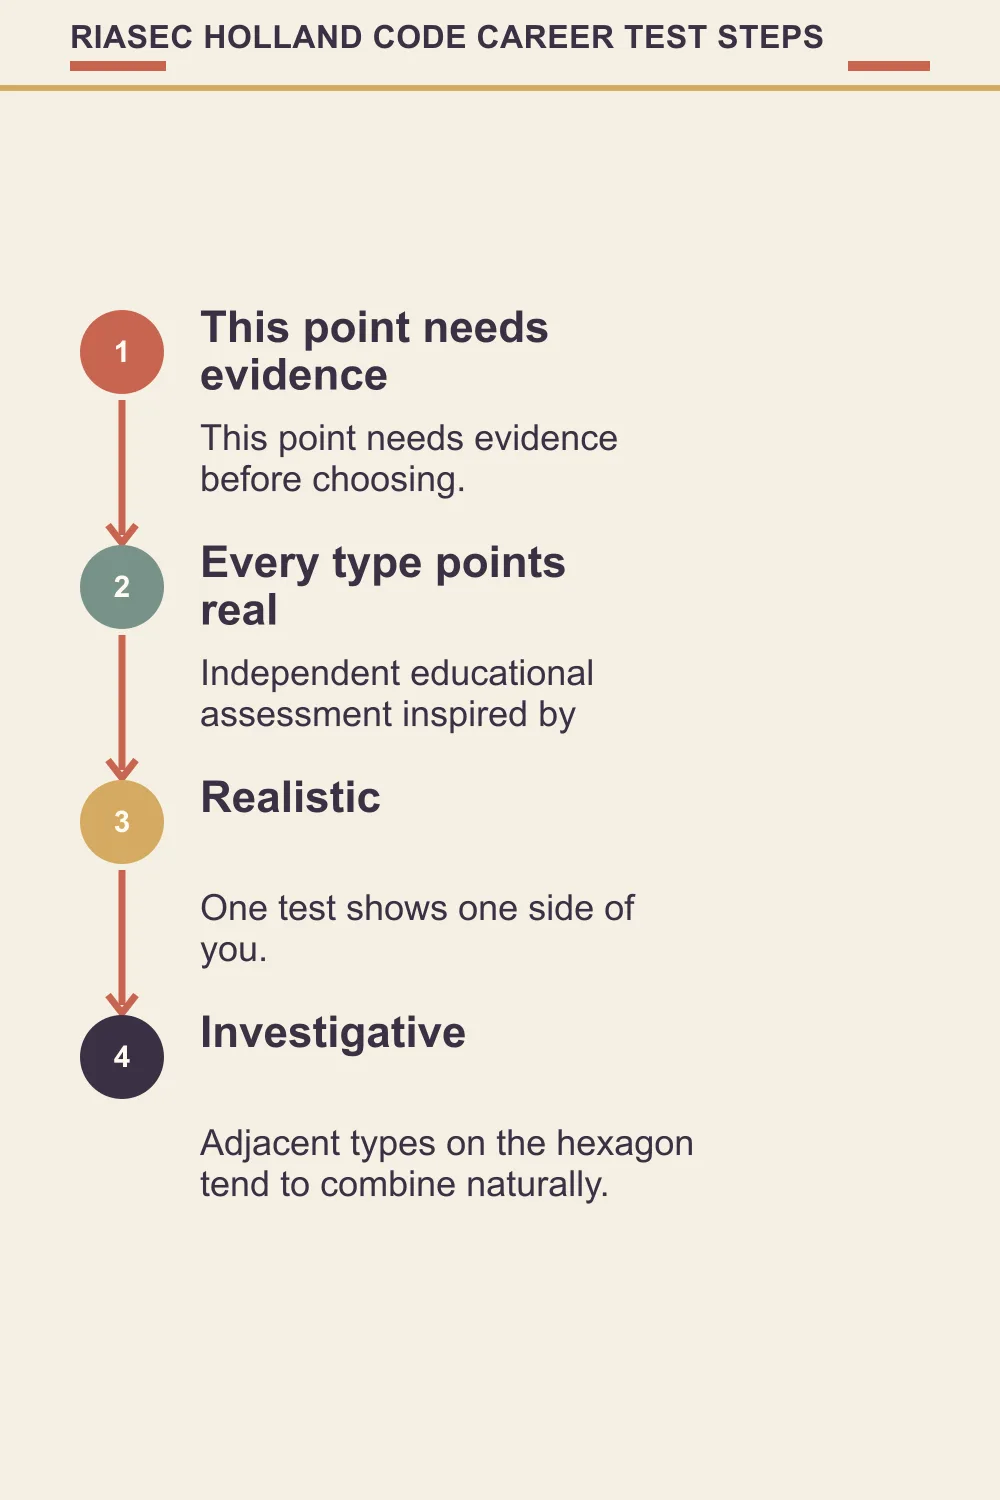 RIASEC HOLLAND CODE CAREER TEST STEPS
1
This point needs
evidence
This point needs evidence
before choosing.
2
Every type points
real
Independent educational
assessment inspired by
3
Realistic
One test shows one side of
you.
4
Investigative
Adjacent types on the hexagon
tend to combine naturally.